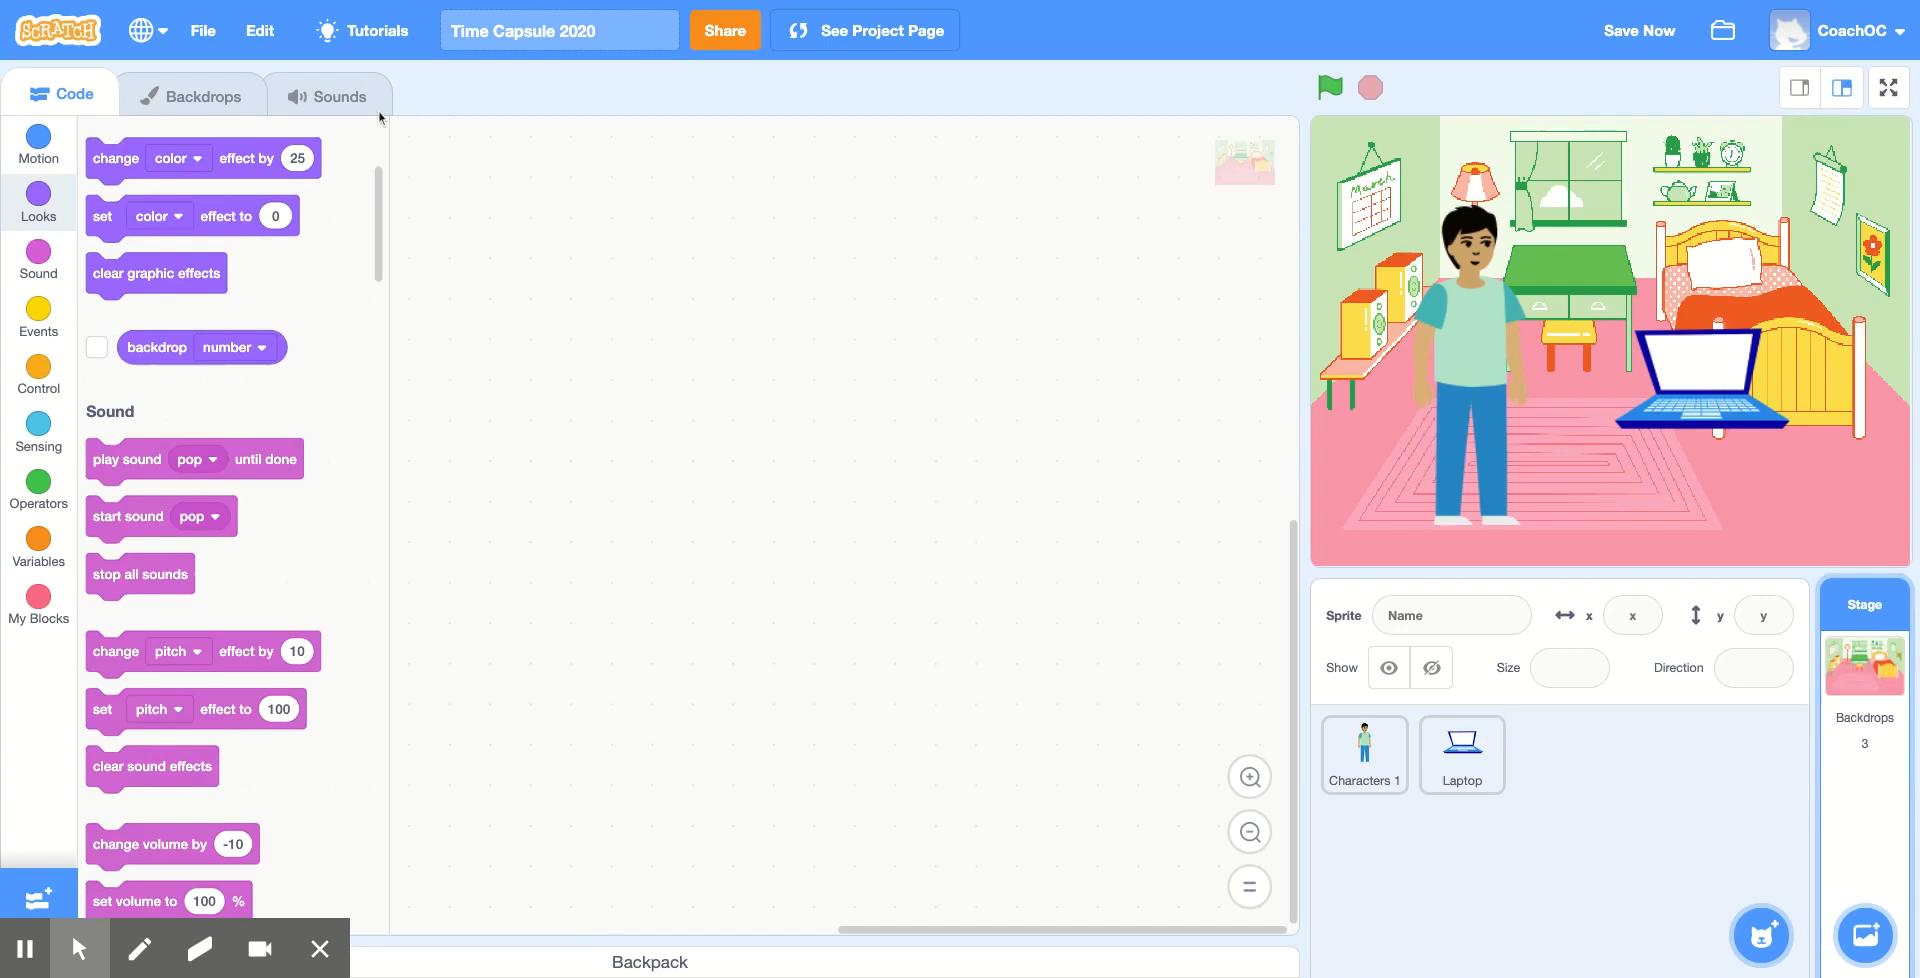 SCRATCH File Edit Tutorials Time Capsule 2020 Share See Project Page Save Now CoachOC
Code Backdrops Sounds
Motion
Looks
Sound
Events
Control
Sensing
Operators
Variables
My Blocks
change color effect by 25
set color effect to 0
clear graphic effects
backdrop number
Sound
play sound pop until done
start sound pop
stop all sounds
change pitch effect by 10
set pitch effect to 100
clear sound effects
change volume by -10
set volume to 100 %
Backpack
March
Sprite Name x x y y
Show Size Direction
Characters 1 Laptop
Stage
Backdrops
3